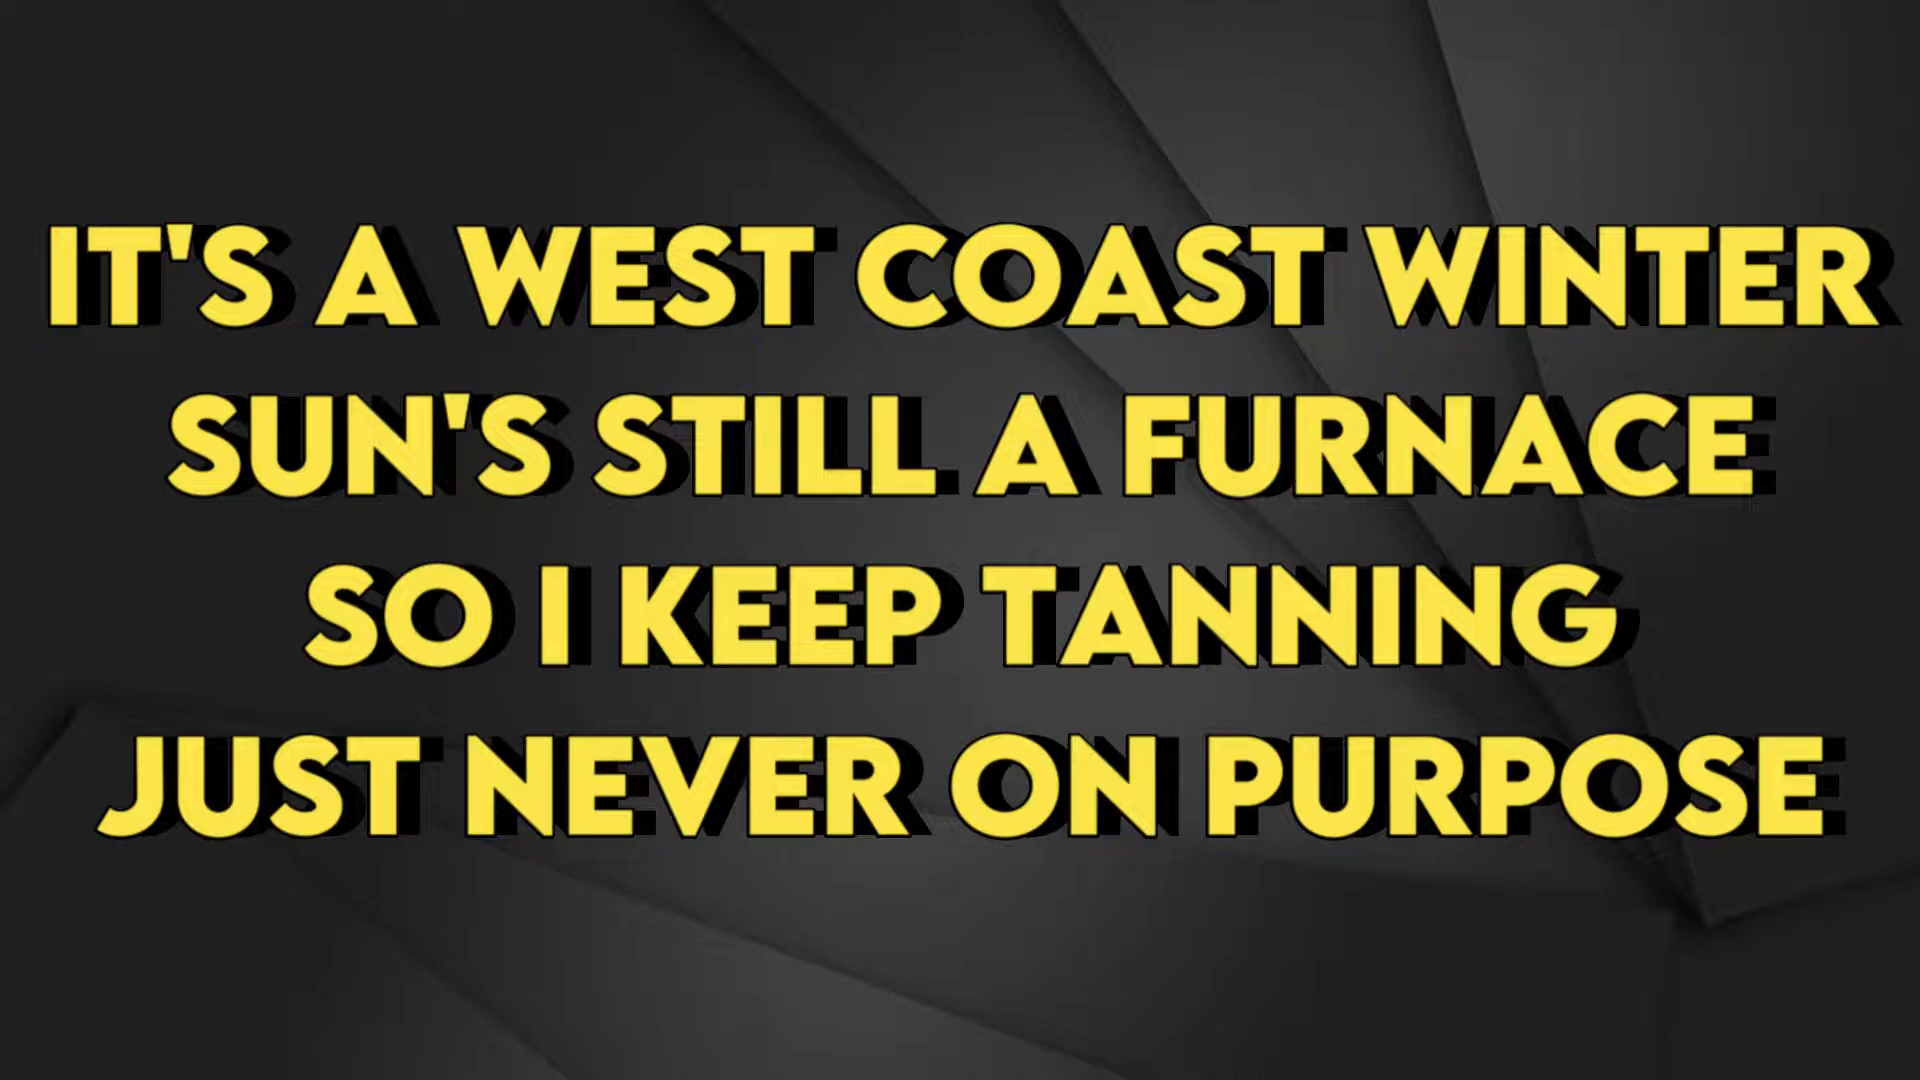 IT'S A WEST COAST WINTER
SUN'S STILL A FURNACE
SO I KEEP TANNING
JUST NEVER ON PURPOSE